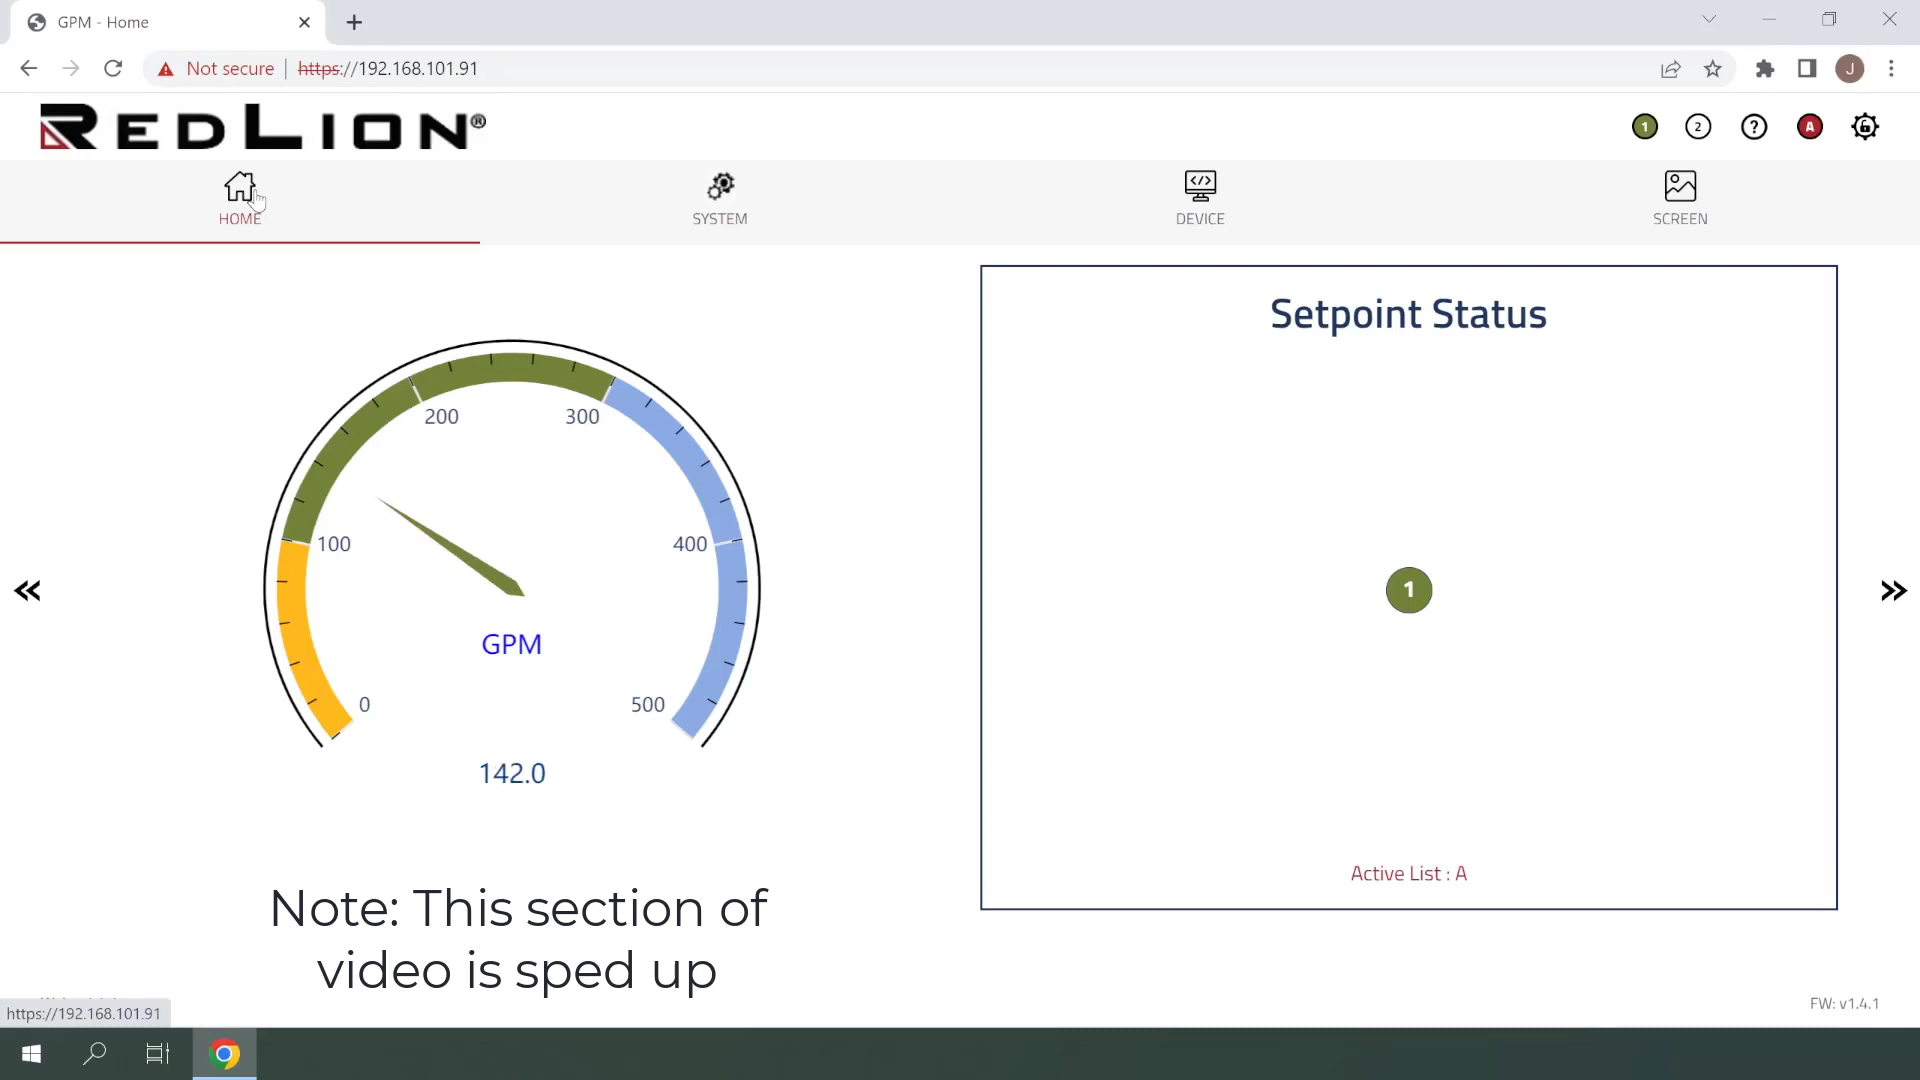 GPM - Home
Not secure
https://192.168.101.91
J
REDLION®
1
2
?
A
HOME
SYSTEM
DEVICE
SCREEN
Setpoint Status
200
300
100
400
GPM
0
500
142.0
1
Active List : A
Note: This section of
video is sped up
https://192.168.101.91
FW: v1.4.1